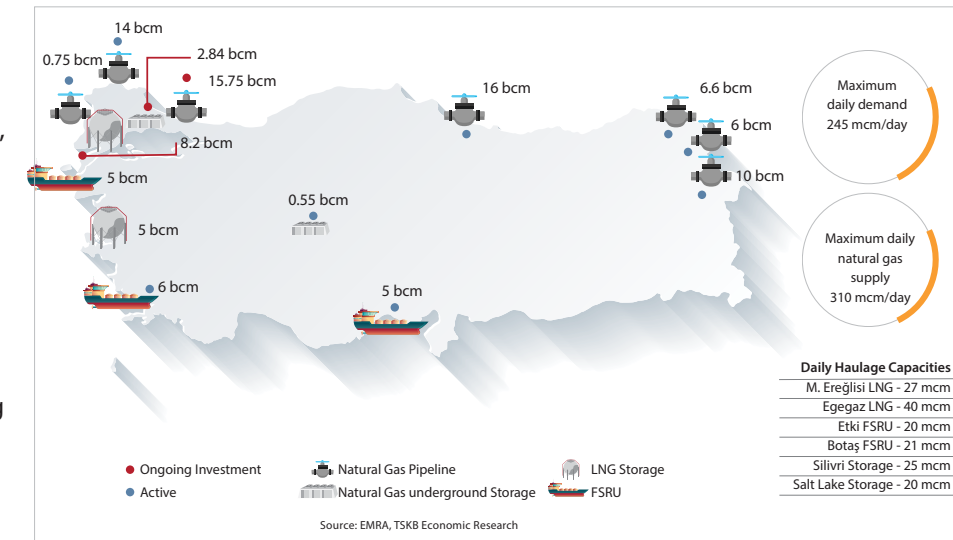 14 bcm
2.84 bcm
0.75 bcm
15.75 bcm
16 bcm
6.6 bcm
6 bcm
8.2 bcm
10 bcm
5 bcm
0.55 bcm
5 bcm
6 bcm
5 bcm
Maximum
daily demand
245 mcm/day
Maximum daily
natural gas
supply
310 mcm/day
Daily Haulage Capacities
M. Ereğlisi LNG - 27 mcm
Egegaz LNG - 40 mcm
Etki FSRU - 20 mcm
Botaş FSRU - 21 mcm
Silivri Storage - 25 mcm
Salt Lake Storage - 20 mcm
Ongoing Investment
Natural Gas Pipeline
LNG Storage
Active
Natural Gas underground Storage
FSRU
Source: EMRA, TSKB Economic Research